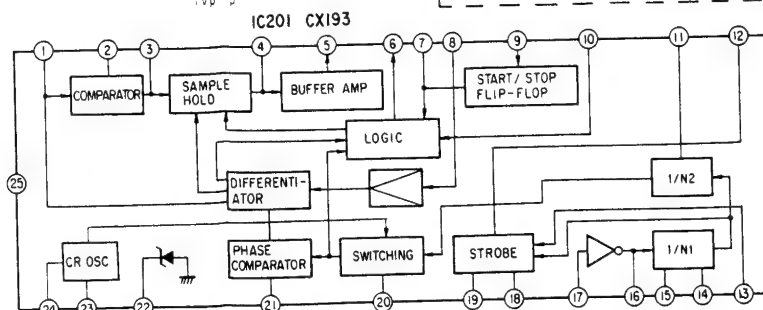 IC201 CX193
1 2 3 4 5 6 7 8 9 10 11 12
COMPARATOR
SAMPLE
HOLD
BUFFER AMP
START/STOP
FLIP-FLOP
LOGIC
25
DIFFERENTI-
ATOR
1/N2
CR OSC
PHASE
COMPARATOR
SWITCHING
STROBE
1/N1
24 23 22 21 20 19 18 17 16 15 14 13